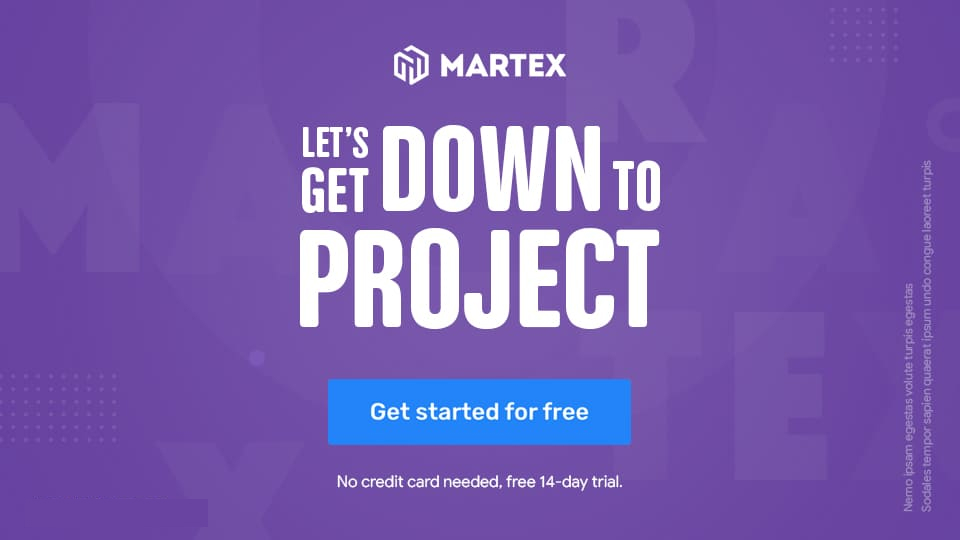 MARTEX
LET'S
GET DOWN TO
PROJECT
Get started for free
No credit card needed, free 14-day trial.
Nemo ipsam egestas volute turpis egestas
Sodales tempor sapien quaerat ipsum undo congue laoreet turpis
M A R T E X A